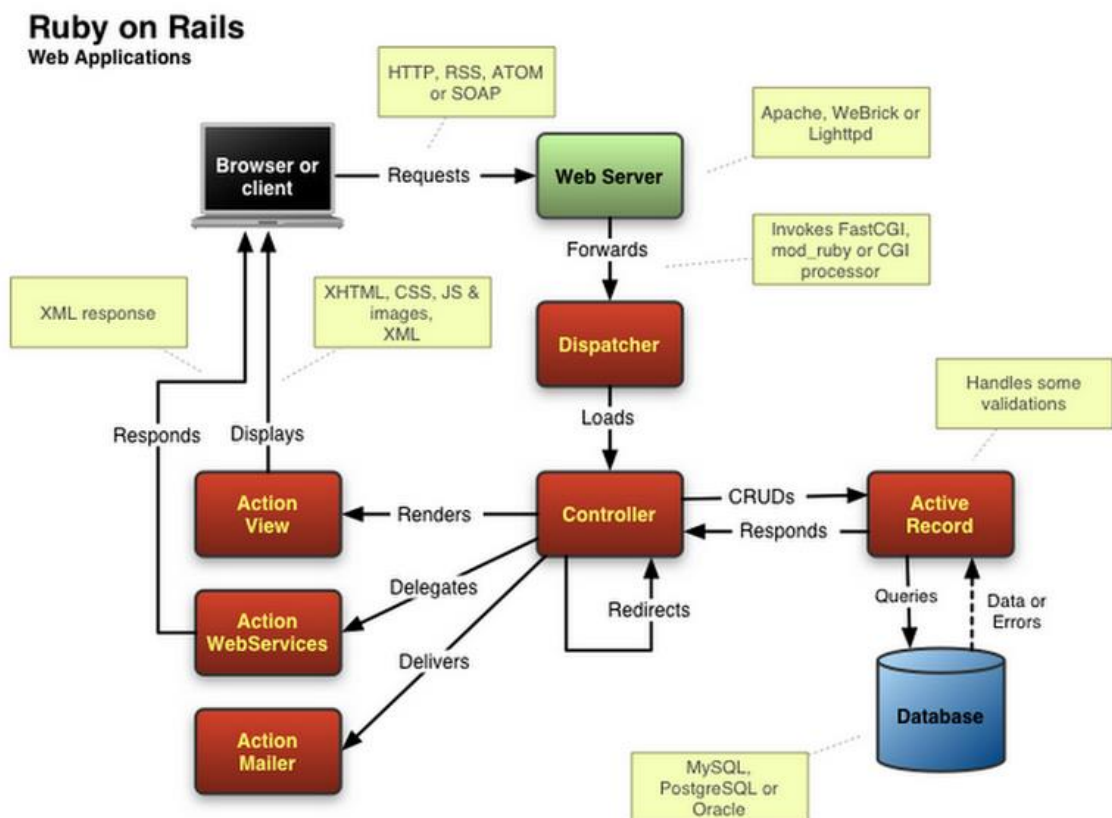 Ruby on Rails
Web Applications
HTTP, RSS, ATOM
or SOAP
Apache, WeBrick or
Lighttpd
Browser or
client
Requests
Web Server
Forwards
Invokes FastCGI,
mod_ruby or CGI
processor
XML response
XHTML, CSS, JS &
images,
XML
Dispatcher
Handles some
validations
Responds
Displays
Loads
Action
View
Renders
Controller
CRUDs
Responds
Active
Record
Delegates
Redirects
Queries
Data or
Errors
Action
WebServices
Delivers
Action
Mailer
Database
MySQL,
PostgreSQL or
Oracle